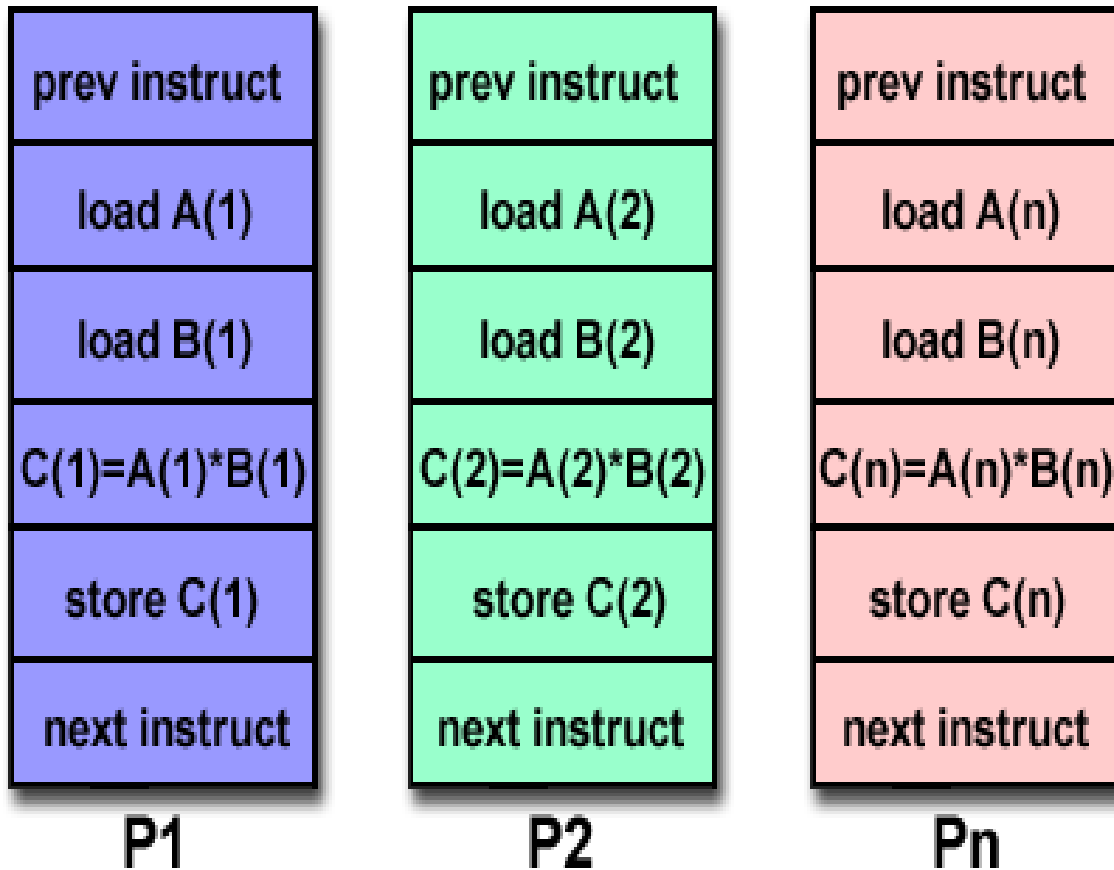 prev instruct
load A(1)
load B(1)
C(1)=A(1)*B(1)
store C(1)
next instruct
P1
prev instruct
load A(2)
load B(2)
C(2)=A(2)*B(2)
store C(2)
next instruct
P2
prev instruct
load A(n)
load B(n)
C(n)=A(n)*B(n)
store C(n)
next instruct
Pn